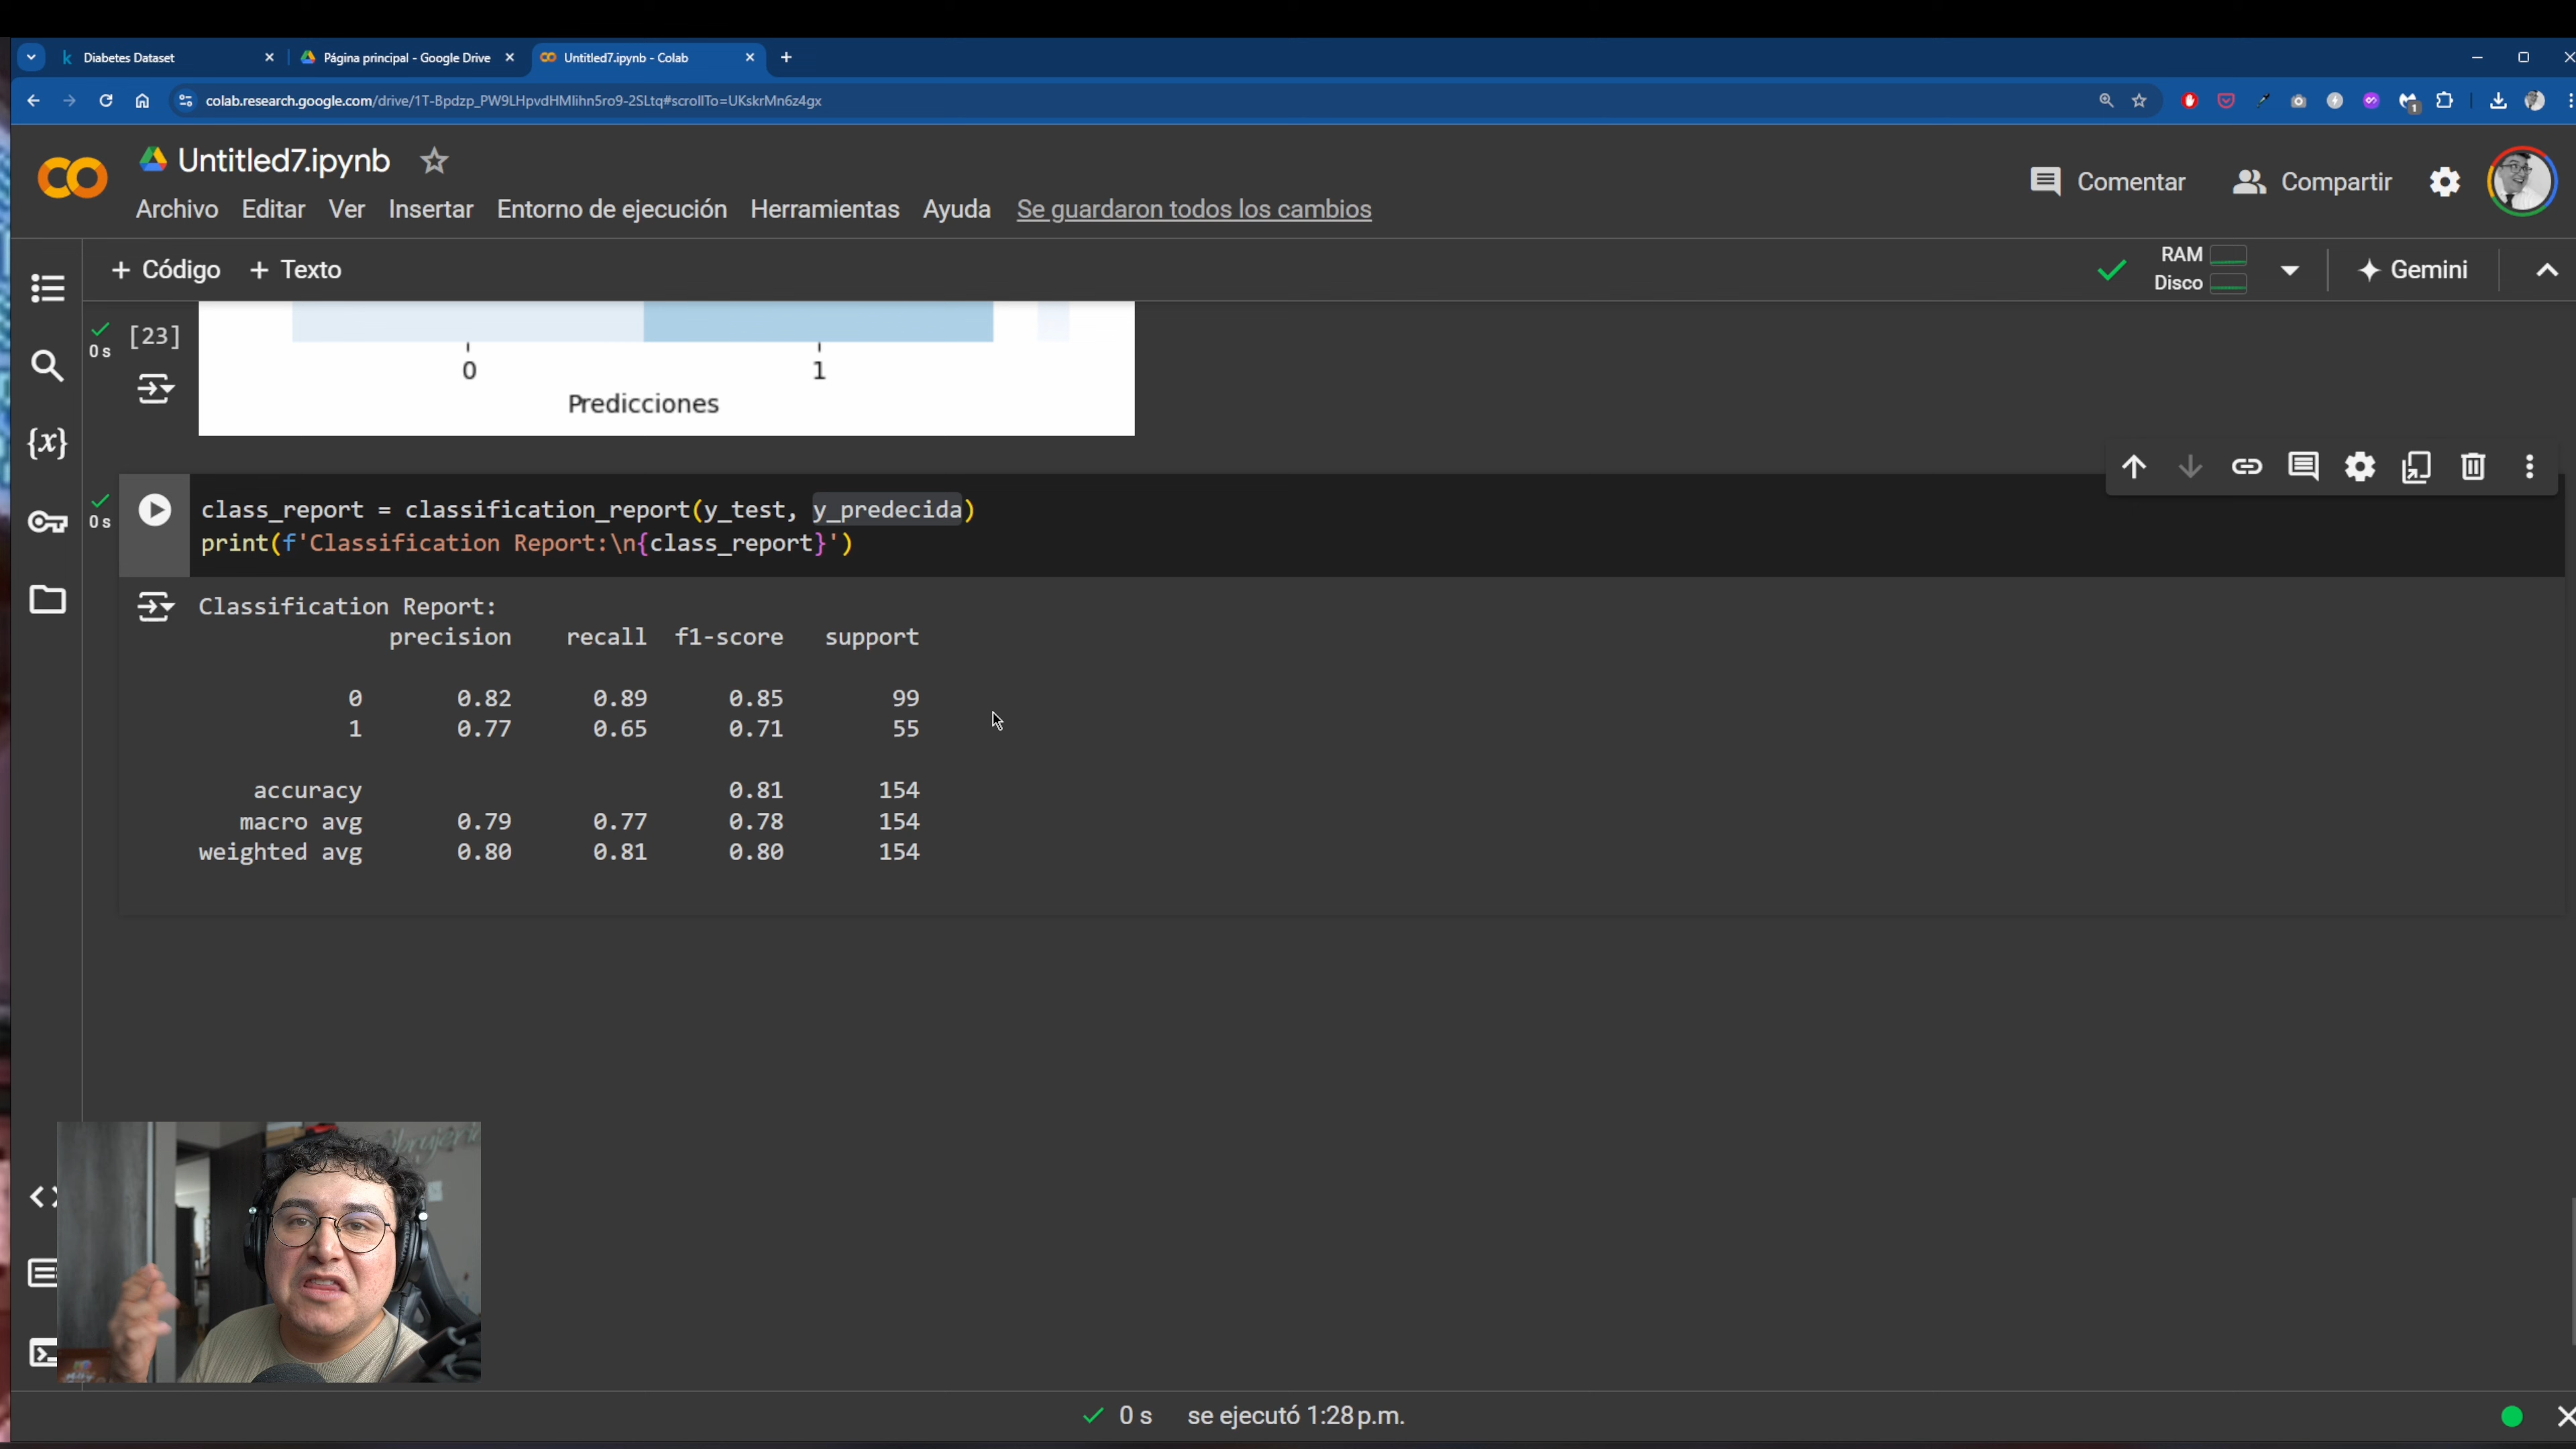 Diabetes Dataset
Página principal - Google Drive
Untitled7.ipynb - Colab
colab.research.google.com/drive/1T-Bpdzp_PW9LHpvdHMlihn5ro9-2SLtq#scrollTo=UKskrMn6z4gx
Untitled7.ipynb
Comentar
Compartir
Archivo Editar Ver Insertar Entorno de ejecución Herramientas Ayuda Se guardaron todos los cambios
+ Código + Texto
RAM
Disco
Gemini
0 s
[23]
0 1
Predicciones
0 s
class_report = classification_report(y_test, y_predecida)
print(f'Classification Report:\n{class_report}')
Classification Report:
precision recall f1-score support
0 0.82 0.89 0.85 99
1 0.77 0.65 0.71 55
accuracy 0.81 154
macro avg 0.79 0.77 0.78 154
weighted avg 0.80 0.81 0.80 154
0 s se ejecutó 1:28 p.m.